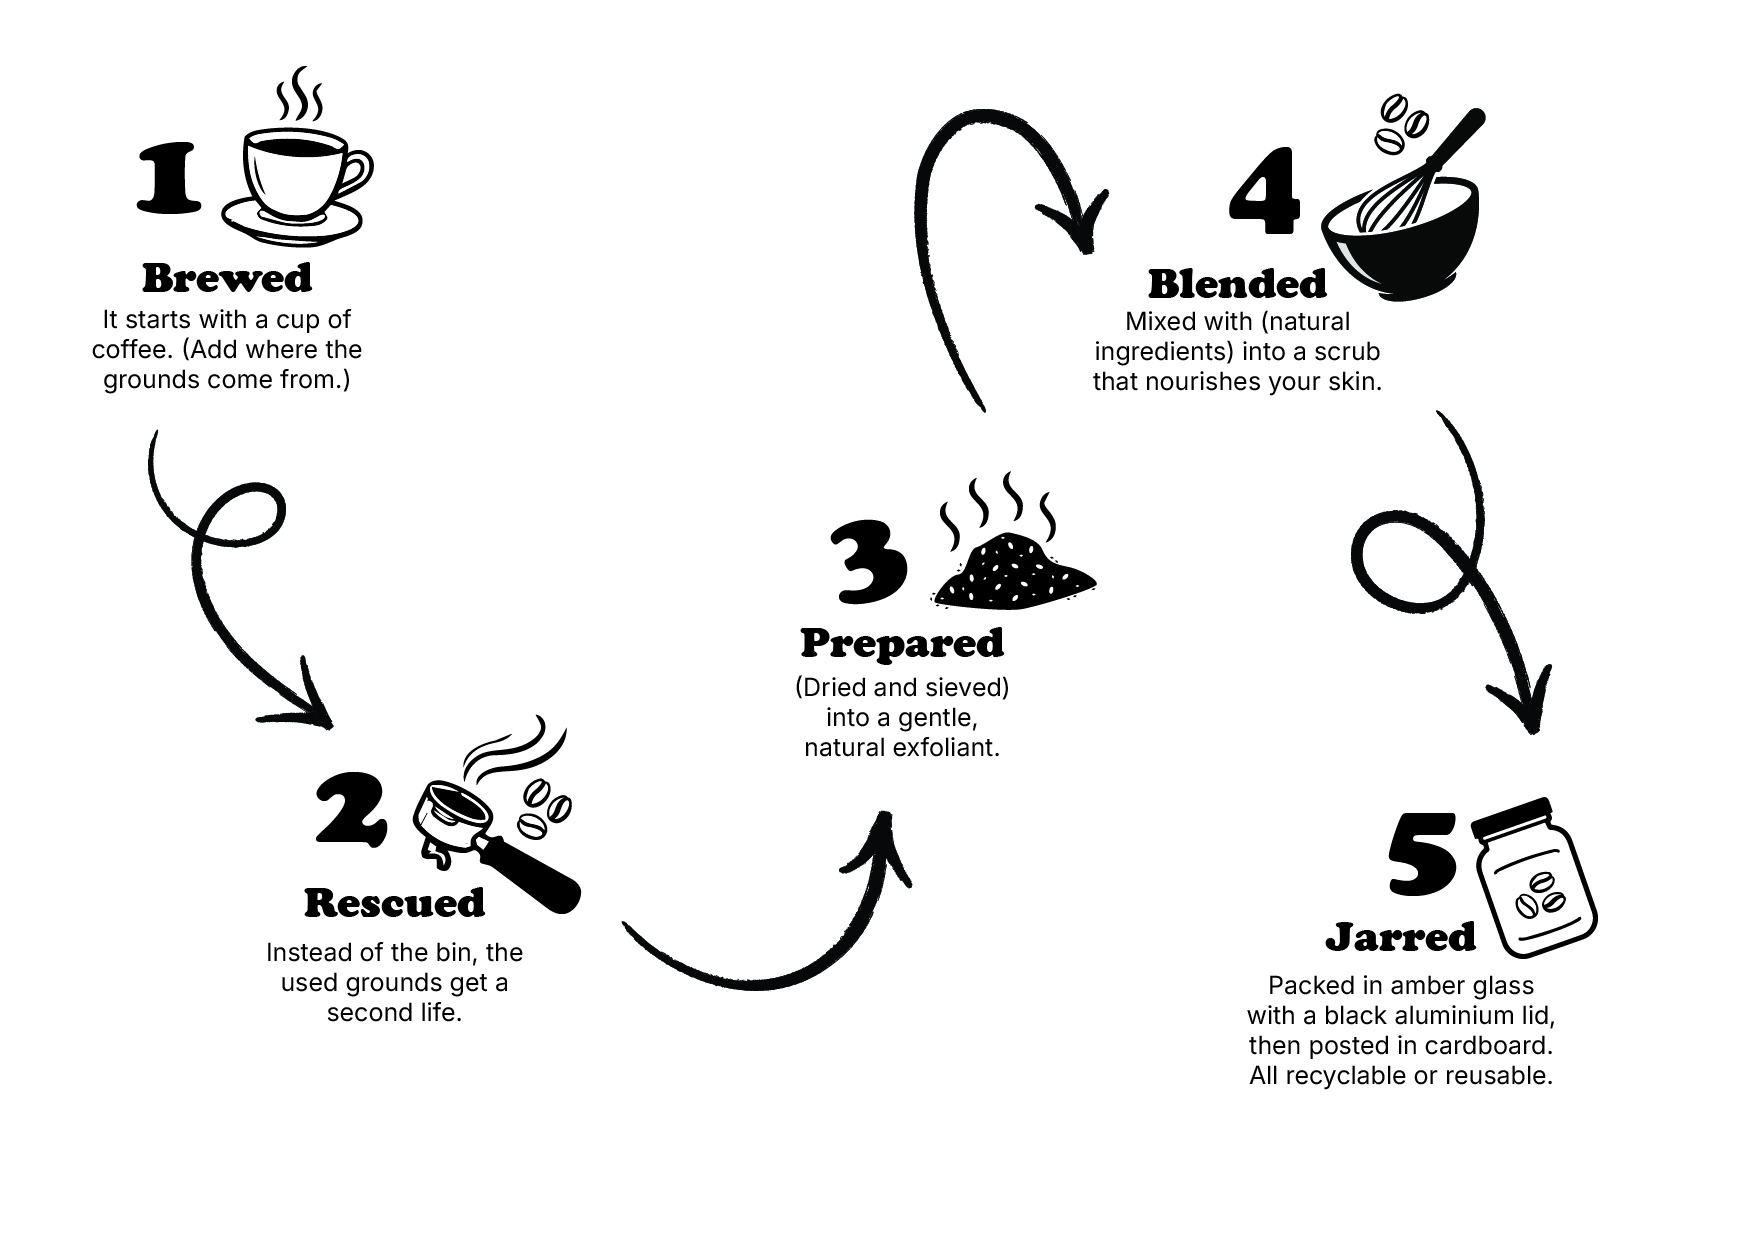 1
Brewed
It starts with a cup of
coffee. (Add where the
grounds come from.)
2
Rescued
Instead of the bin, the
used grounds get a
second life.
3
Prepared
(Dried and sieved)
into a gentle,
natural exfoliant.
4
Blended
Mixed with (natural
ingredients) into a scrub
that nourishes your skin.
5
Jarred
Packed in amber glass
with a black aluminium lid,
then posted in cardboard.
All recyclable or reusable.